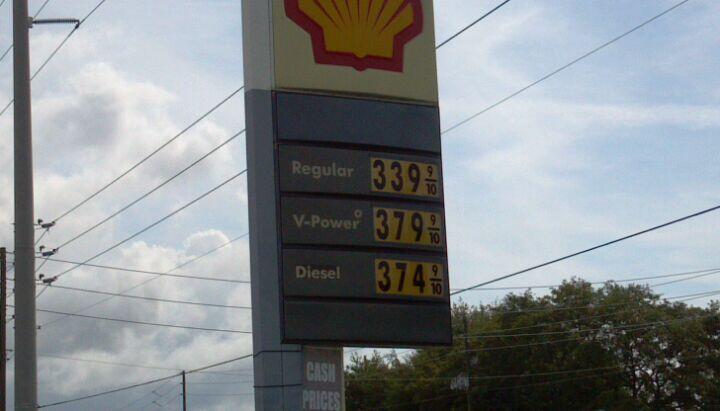 Regular 339 9/10
V-Power 379 9/10
Diesel 374 9/10
CASH
PRICES